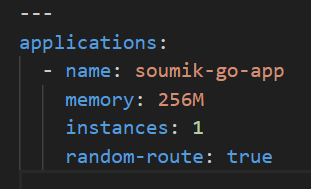 ---
applications:
  - name: soumik-go-app
    memory: 256M
    instances: 1
    random-route: true